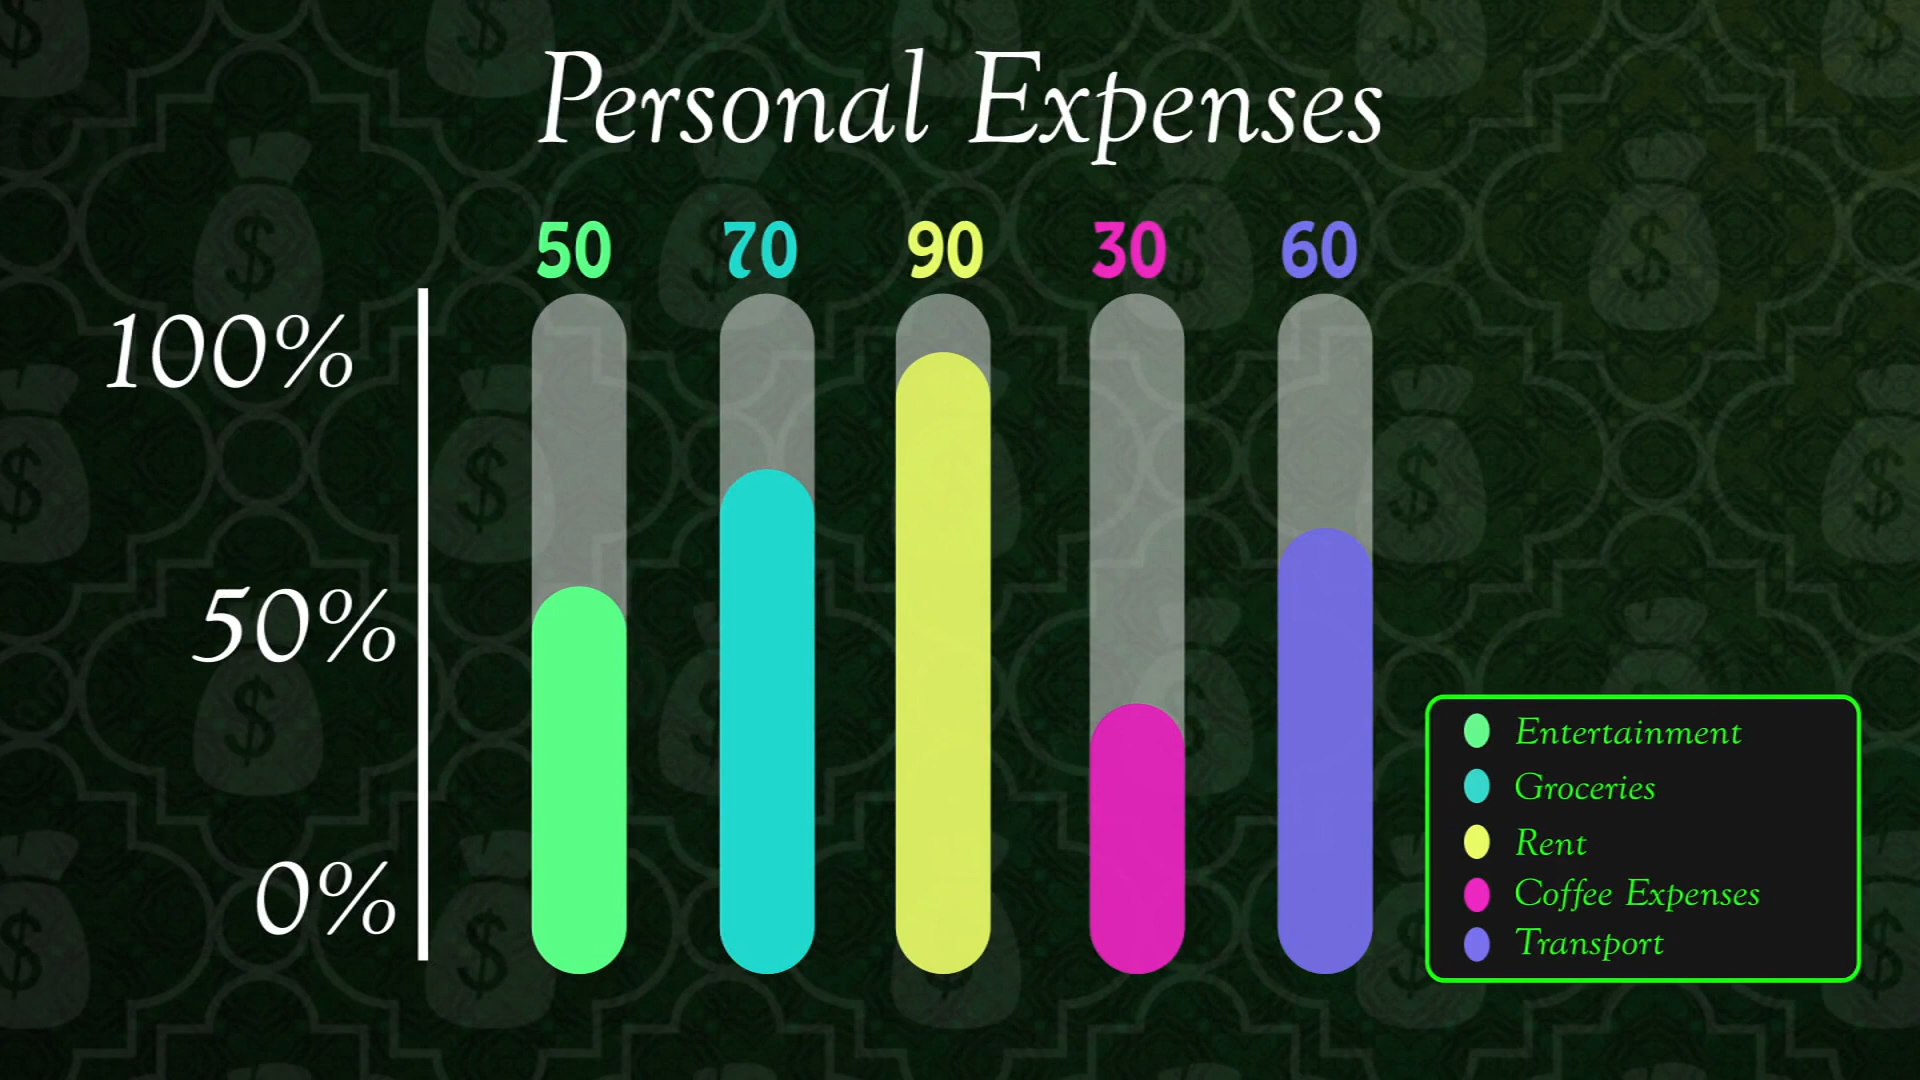 Personal Expenses
50 70 90 30 60
100%
50%
0%
Entertainment
Groceries
Rent
Coffee Expenses
Transport